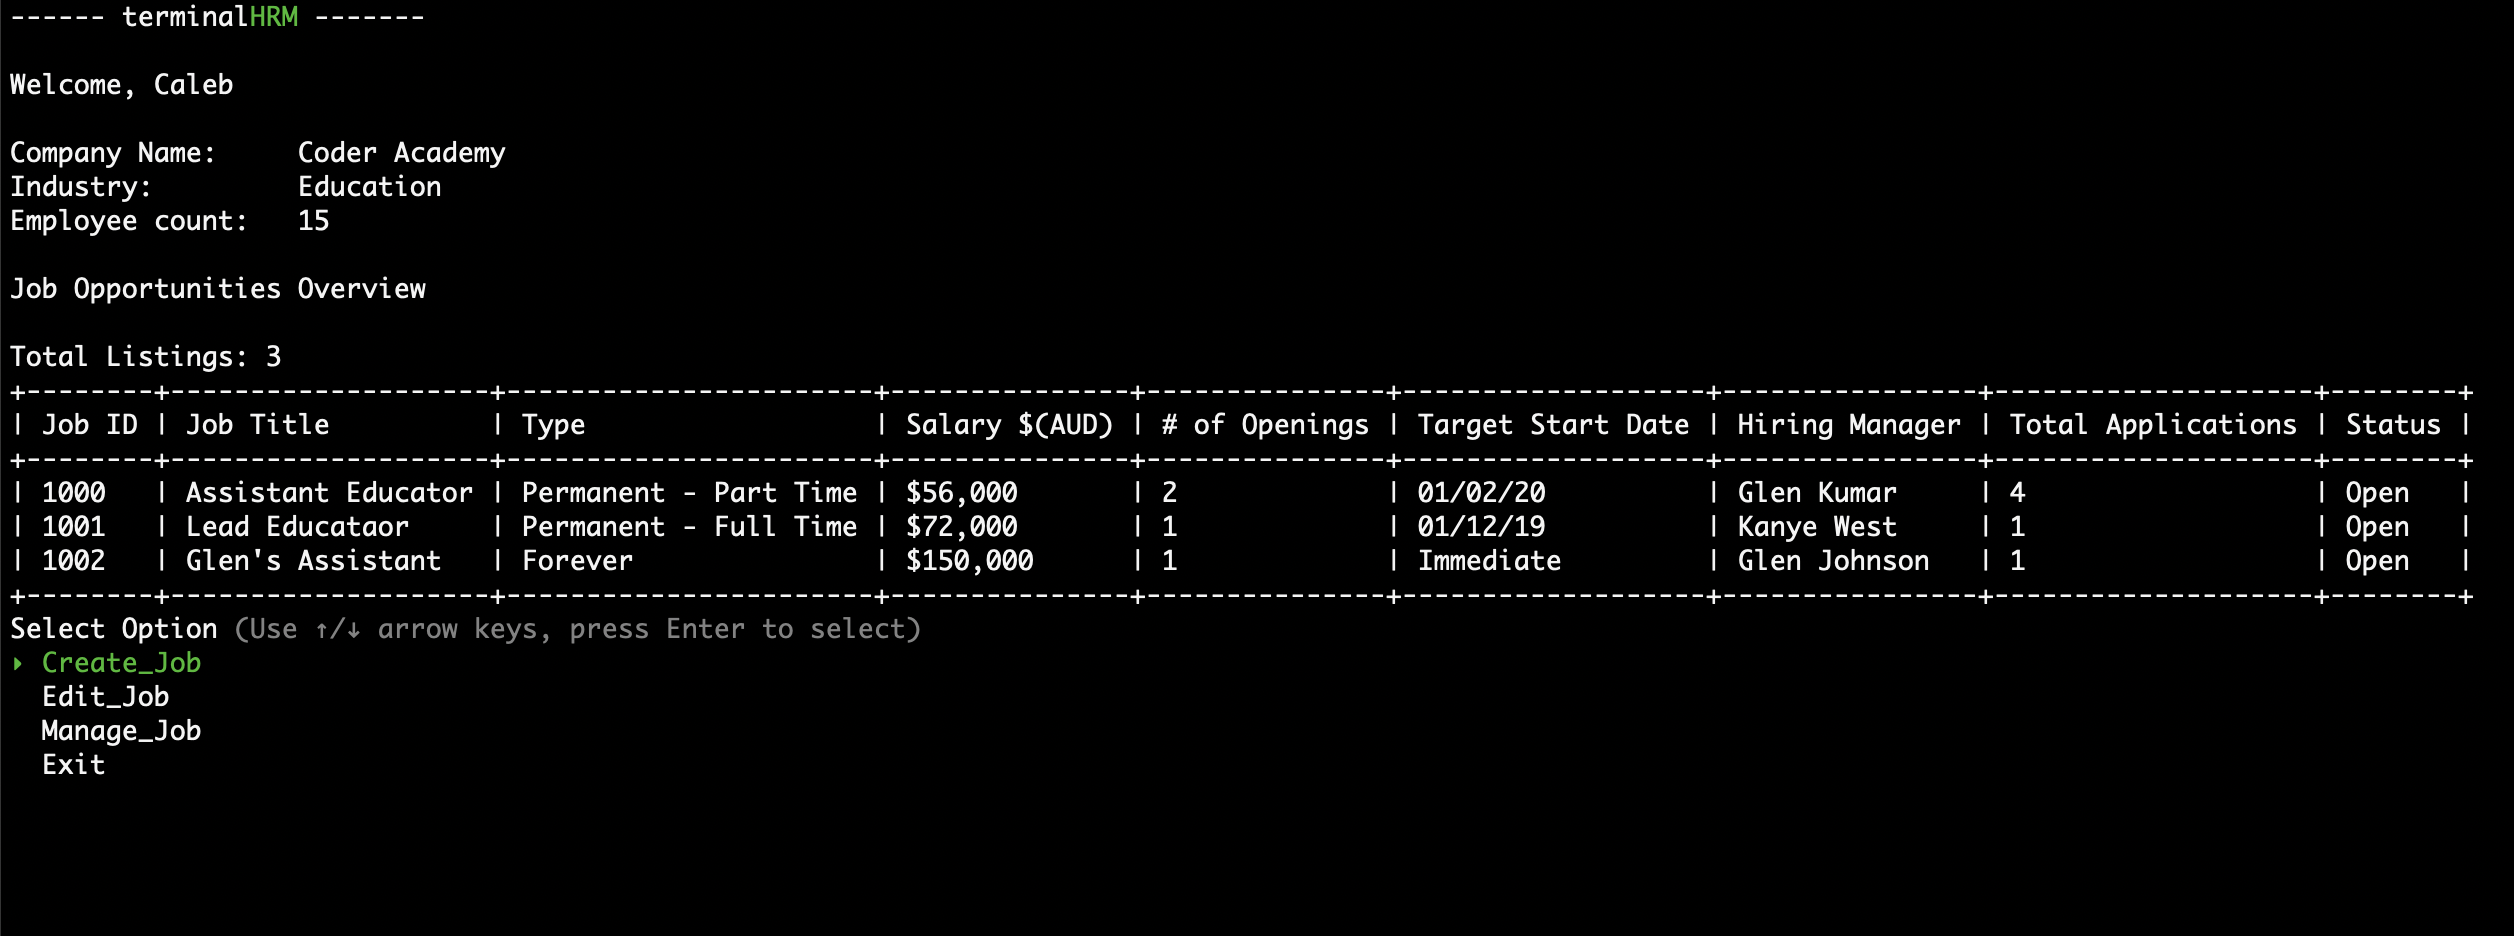 ------ terminalHRM -------
Welcome, Caleb
Company Name:     Coder Academy
Industry:         Education
Employee count:   15
Job Opportunities Overview
Total Listings: 3
+--------+--------------------+-----------------------+---------------+---------------+-------------------+----------------+--------------------+--------+
| Job ID | Job Title          | Type                  | Salary $(AUD) | # of Openings | Target Start Date | Hiring Manager | Total Applications | Status |
+--------+--------------------+-----------------------+---------------+---------------+-------------------+----------------+--------------------+--------+
| 1000   | Assistant Educator | Permanent - Part Time | $56,000       | 2             | 01/02/20          | Glen Kumar     | 4                  | Open   |
| 1001   | Lead Educataor     | Permanent - Full Time | $72,000       | 1             | 01/12/19          | Kanye West     | 1                  | Open   |
| 1002   | Glen's Assistant   | Forever               | $150,000      | 1             | Immediate         | Glen Johnson   | 1                  | Open   |
+--------+--------------------+-----------------------+---------------+---------------+-------------------+----------------+--------------------+--------+
Select Option (Use ↑/↓ arrow keys, press Enter to select)
‣ Create_Job
  Edit_Job
  Manage_Job
  Exit